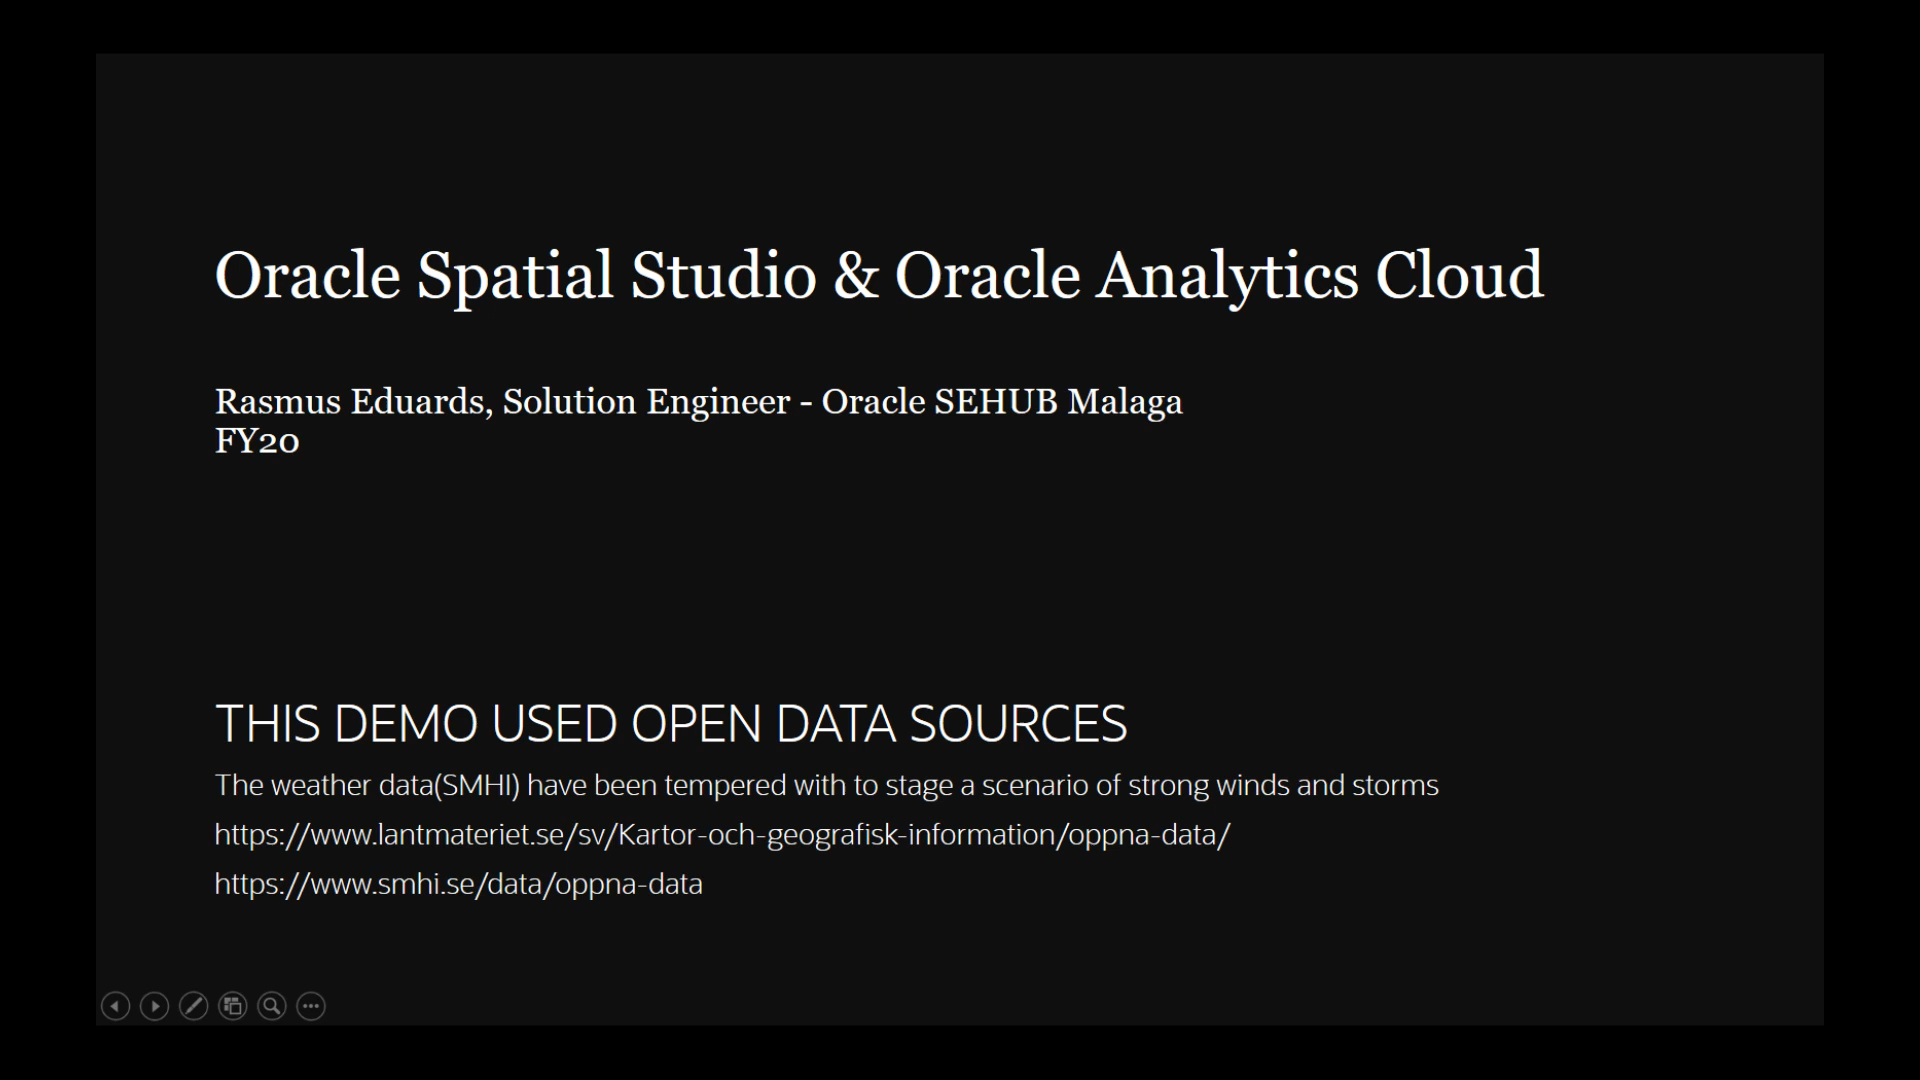 Oracle Spatial Studio & Oracle Analytics Cloud
Rasmus Eduards, Solution Engineer - Oracle SEHUB Malaga
FY20
THIS DEMO USED OPEN DATA SOURCES
The weather data(SMHI) have been tempered with to stage a scenario of strong winds and storms
https://www.lantmateriet.se/sv/Kartor-och-geografisk-information/oppna-data/
https://www.smhi.se/data/oppna-data